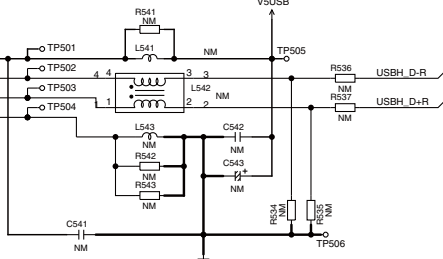 V5USB
R541
NM
TP501
L541
NM
TP505
TP502
4 4
3 3
R536
USBH_D-R
NM
TP503
L542
NM
R537
USBH_D+R
NM
TP504
1 1
2 2
L543
NM
C542
NM
R542
NM
C543
+
NM
R543
NM
R534
NM
R535
NM
C541
NM
TP506